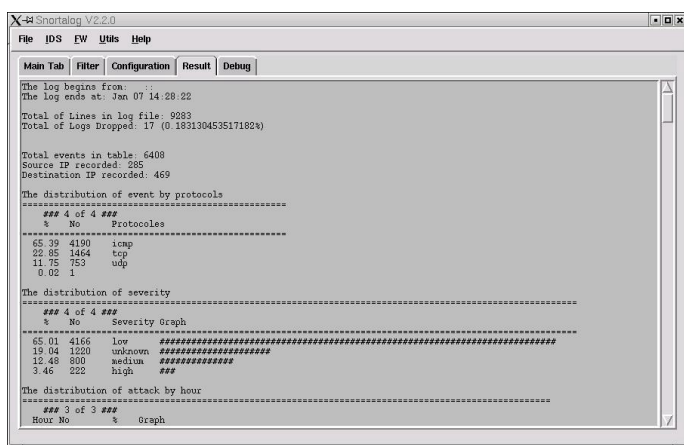 Snortalog V2.2.0
File IDS FW Utils Help
Main Tab Filter Configuration Result Debug
The log begins from: ::
The log ends at: Jan 07 14:28:22
Total of Lines in log file: 9283
Total of Logs Dropped: 17 (0.183130453517182%)
Total events in table: 6408
Source IP recorded: 285
Destination IP recorded: 469
The distribution of event by protocols
==================================================
### 4 of 4 ###
% No Protocoles
==================================================
65.39 4190 icmp
22.85 1464 tcp
11.75 753 udp
0.02 1
The distribution of severity
=========================================================================================================
### 4 of 4 ###
% No Severity Graph
=========================================================================================================
65.01 4166 low ###########################################################################
19.04 1220 unknown #####################
12.48 800 medium ##############
3.46 222 high ###
The distribution of attack by hour
====================================================================================================
### 3 of 3 ###
Hour No % Graph